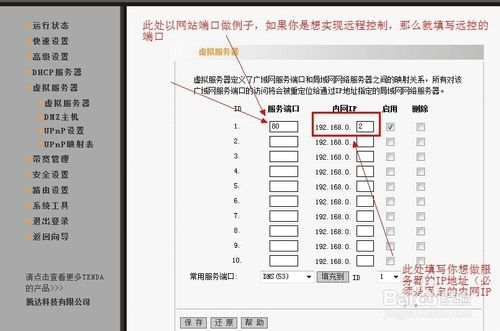 此处以网站端口做例子，如果你是想实现远程控制，那么就填写远控的
端口
运行状态
快速设置
高级设置
DHCP服务器
虚拟服务器
虚拟服务器
DMZ主机
UPnP设置
UPnP映射表
带宽管理
安全设置
路由设置
系统工具
退出登录
返回向导
请点击查看更多TENDA
的产品>>>
腾达科技有限公司
虚拟服务器
虚拟服务器定义了广域网服务端口和局域网网络服务器之间的映射关系，所有对该
广域网服务端口的访问将会被重定位给通过IP地址指定的局域网网络服务器。
ID 服务端口 内网IP 启用 删除
1. 80 192.168.0. 2
2. 192.168.0.
3. 192.168.0.
4. 192.168.0.
5. 192.168.0.
6. 192.168.0.
7. 192.168.0.
8. 192.168.0.
9. 192.168.0.
10. 192.168.0.
此处填写你想做服
务器的IP地址（必
须是固定的内网IP
常用服务端口： DNS(53) 填充到 ID 1
保存 还原 帮助